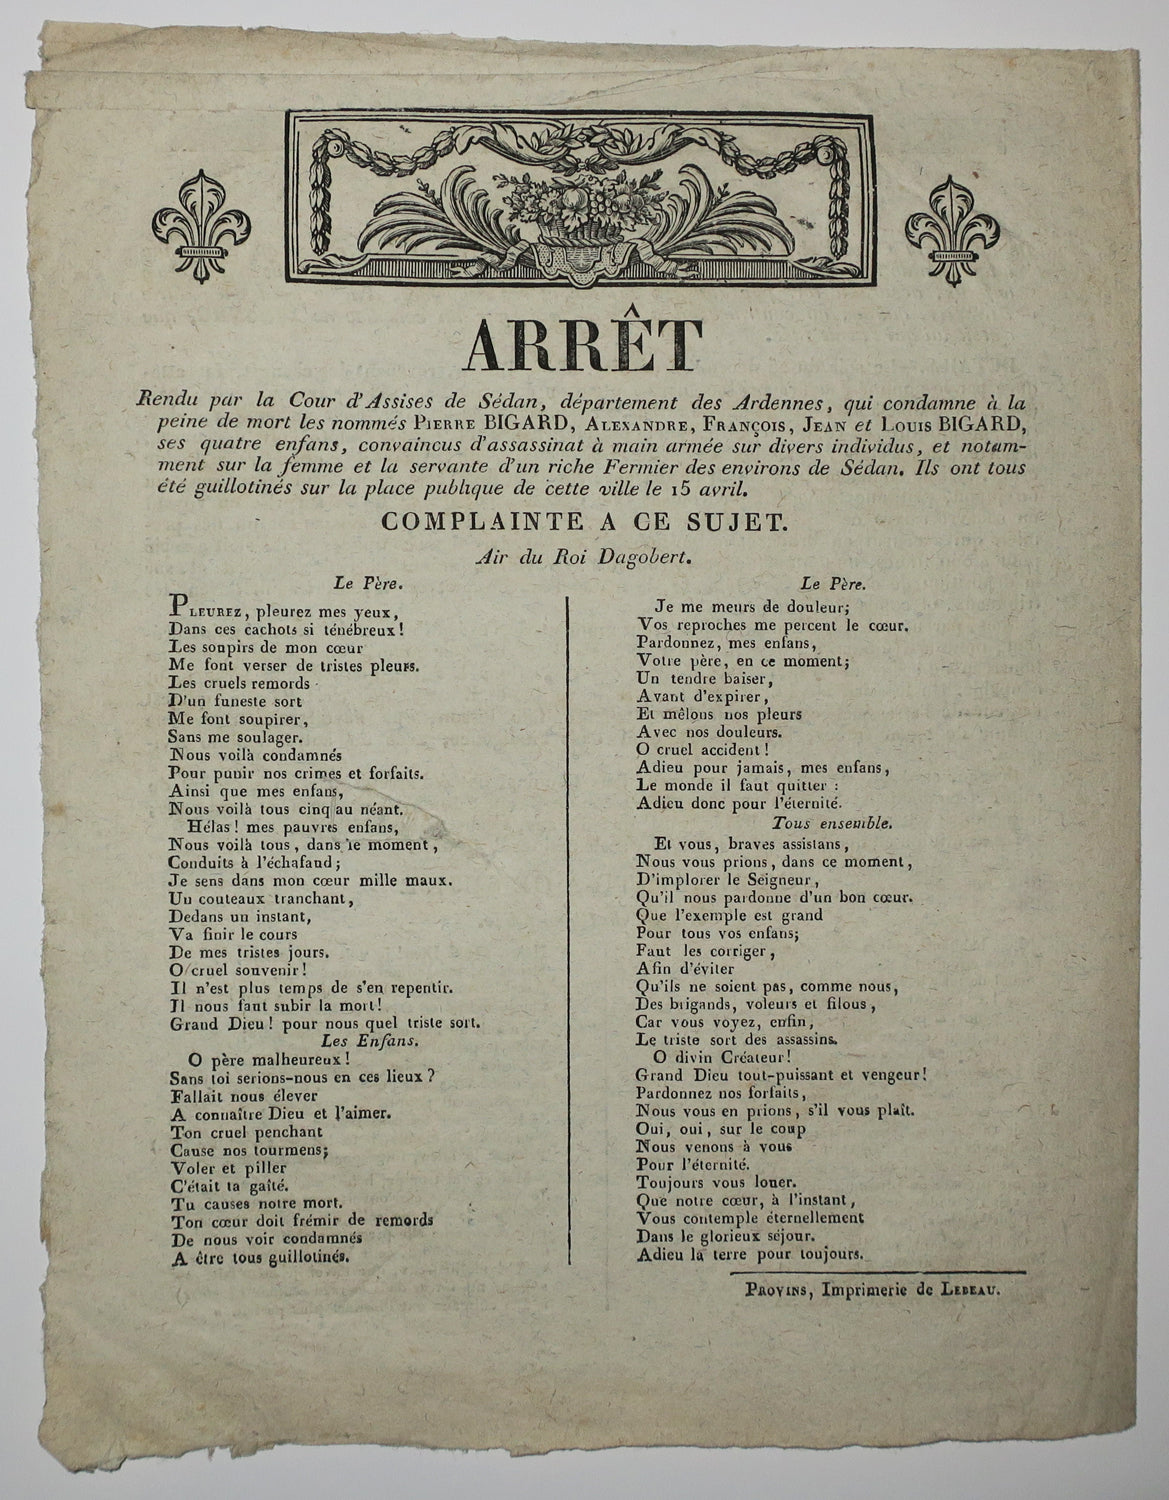 ARRÊT
Rendu par la Cour d'Assises de Sédan, département des Ardennes, qui condamne à la
peine de mort les nommés PIERRE BIGARD, ALEXANDRE, FRANÇOIS, JEAN et LOUIS BIGARD,
ses quatre enfans, convaincus d'assassinat à main armée sur divers individus, et notam-
ment sur la femme et la servante d'un riche Fermier des environs de Sédan. Ils ont tous
été guillotinés sur la place publique de cette ville le 15 avril.
COMPLAINTE A CE SUJET.
Air du Roi Dagobert.
Le Père.
PLEUREZ, pleurez mes yeux,
Dans ces cachots si ténébreux!
Les soupirs de mon cœur
Me font verser de tristes pleurs.
Les cruels remords
D'un funeste sort
Me font soupirer,
Sans me soulager.
Nous voilà condamnés
Pour punir nos crimes et forfaits.
Ainsi que mes enfans,
Nous voilà tous cinq au néant.
Hélas! mes pauvres enfans,
Nous voilà tous, dans le moment,
Conduits à l'échafaud;
Je sens dans mon cœur mille maux.
Un couteaux tranchant,
Dedans un instant,
Va finir le cours
De mes tristes jours.
O cruel souvenir!
Il n'est plus temps de s'en repentir.
Il nous faut subir la mort!
Grand Dieu! pour nous quel triste sort.
Les Enfans.
O père malheureux!
Sans toi serions-nous en ces lieux?
Fallait nous élever
A connaître Dieu et l'aimer.
Ton cruel penchant
Cause nos tourmens;
Voler et piller
C'était ta gaîté.
Tu causes notre mort.
Ton cœur doit frémir de remords
De nous voir condamnés
A être tous guillotinés.
Le Père.
Je me meurs de douleur;
Vos reproches me percent le cœur.
Pardonnez, mes enfans,
Votre père, en ce moment;
Un tendre baiser,
Avant d'expirer,
Et mêlons nos pleurs
Avec nos douleurs.
O cruel accident!
Adieu pour jamais, mes enfans,
Le monde il faut quitter :
Adieu donc pour l'éternité.
Tous ensemble.
Et vous, braves assistans,
Nous vous prions, dans ce moment,
D'implorer le Seigneur,
Qu'il nous pardonne d'un bon cœur.
Que l'exemple est grand
Pour tous vos enfans;
Faut les corriger,
Afin d'éviter
Qu'ils ne soient pas, comme nous,
Des brigands, voleurs et filous,
Car vous voyez, enfin,
Le triste sort des assassins.
O divin Créateur!
Grand Dieu tout-puissant et vengeur!
Pardonnez nos forfaits,
Nous vous en prions, s'il vous plaît.
Oui, oui, sur le coup
Nous venons à vous
Pour l'éternité.
Toujours vous louer.
Que notre cœur, à l'instant,
Vous contemple éternellement
Dans le glorieux séjour.
Adieu la terre pour toujours.
PROVINS, Imprimerie de LEBEAU.